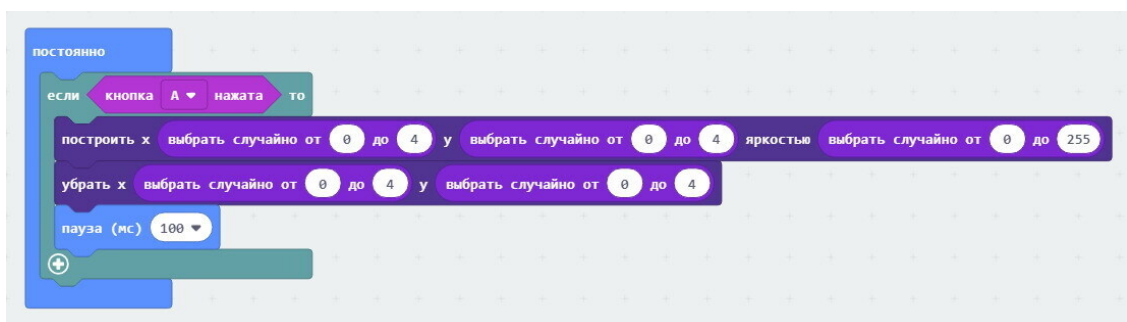 постоянно
если кнопка A нажата то
построить x выбрать случайно от 0 до 4 y выбрать случайно от 0 до 4 яркостью выбрать случайно от 0 до 255
убрать x выбрать случайно от 0 до 4 y выбрать случайно от 0 до 4
пауза (мс) 100